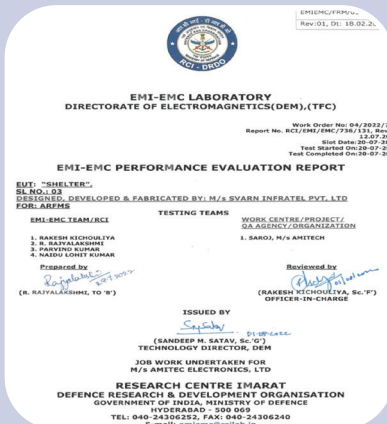 EMIEMC/FRM/0
Rev:01, Dt: 18.02.20
RCI - DRDO
EMI-EMC LABORATORY
DIRECTORATE OF ELECTROMAGNETICS(DEM),(TFC)
Work Order No: 04/2022/
Report No. RCI/EMI/EMC/736/131, Rev
12.07.20
Slot Date:20-07-20
Test Started On:20-07-20
Test Completed On:20-07-20
EMI-EMC PERFORMANCE EVALUATION REPORT
EUT: "SHELTER",
SL NO.: 03
DESIGNED, DEVELOPED & FABRICATED BY: M/s SVARN INFRATEL PVT, LTD
FOR: ARFMS
TESTING TEAMS
EMI-EMC TEAM/RCI
WORK CENTRE/PROJECT/
QA AGENCY/ORGANIZATION
1. RAKESH KICHOULIYA
2. R. RAJYALAKSHMI
3. PARVIND KUMAR
4. NAIDU LOHIT KUMAR
1. SAROJ, M/s AMITECH
Prepared by
Reviewed by
(R. RAJYALAKSHMI, TO 'B')
(RAKESH KICHOULIYA, Sc.'F')
OFFICER-IN-CHARGE
ISSUED BY
(SANDEEP M. SATAV, Sc.'G')
TECHNOLOGY DIRECTOR, DEM
JOB WORK UNDERTAKEN FOR
M/s AMITEC ELECTRONICS, LTD
RESEARCH CENTRE IMARAT
DEFENCE RESEARCH & DEVELOPMENT ORGANISATION
GOVERNMENT OF INDIA, MINISTRY OF DEFENCE
HYDERABAD - 500 069
TEL: 040-24306252, FAX: 040-24306240